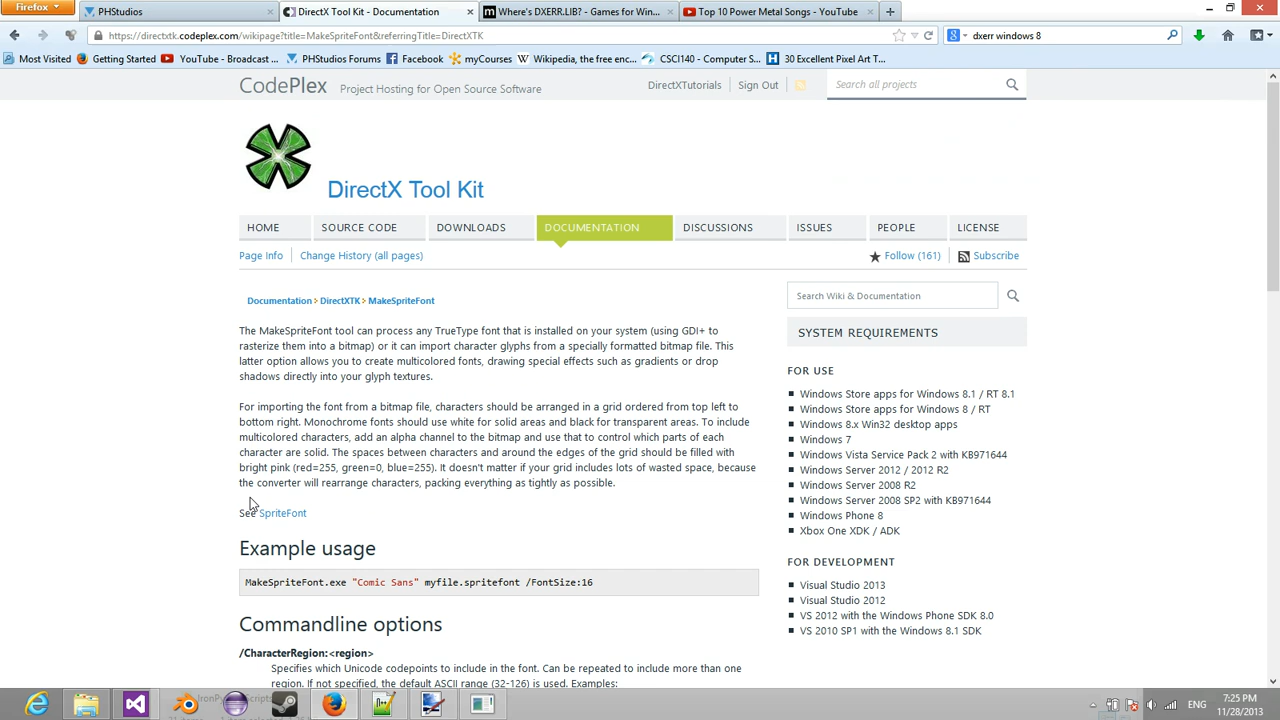 Firefox
PHStudios
DirectX Tool Kit - Documentation
Where's DXERR.LIB? - Games for Win...
Top 10 Power Metal Songs - YouTube
https://directxtk.codeplex.com/wikipage?title=MakeSpriteFont&referringTitle=DirectXTK
dxerr windows 8
Most Visited
Getting Started
YouTube - Broadcast ...
PHStudios Forums
Facebook
myCourses
Wikipedia, the free enc...
CSCI140 - Computer S...
30 Excellent Pixel Art T...
CodePlex Project Hosting for Open Source Software
DirectXTutorials
Sign Out
Search all projects
DirectX Tool Kit
HOME
SOURCE CODE
DOWNLOADS
DOCUMENTATION
DISCUSSIONS
ISSUES
PEOPLE
LICENSE
Page Info
Change History (all pages)
Follow (161)
Subscribe
Documentation > DirectXTK > MakeSpriteFont
The MakeSpriteFont tool can process any TrueType font that is installed on your system (using GDI+ to
rasterize them into a bitmap) or it can import character glyphs from a specially formatted bitmap file. This
latter option allows you to create multicolored fonts, drawing special effects such as gradients or drop
shadows directly into your glyph textures.
For importing the font from a bitmap file, characters should be arranged in a grid ordered from top left to
bottom right. Monochrome fonts should use white for solid areas and black for transparent areas. To include
multicolored characters, add an alpha channel to the bitmap and use that to control which parts of each
character are solid. The spaces between characters and around the edges of the grid should be filled with
bright pink (red=255, green=0, blue=255). It doesn't matter if your grid includes lots of wasted space, because
the converter will rearrange characters, packing everything as tightly as possible.
See SpriteFont
Example usage
MakeSpriteFont.exe "Comic Sans" myfile.spritefont /FontSize:16
Commandline options
/CharacterRegion:<region>
Specifies which Unicode codepoints to include in the font. Can be repeated to include more than one
region. If not specified, the default ASCII range (32-126) is used. Examples:
Search Wiki & Documentation
SYSTEM REQUIREMENTS
FOR USE
Windows Store apps for Windows 8.1 / RT 8.1
Windows Store apps for Windows 8 / RT
Windows 8.x Win32 desktop apps
Windows 7
Windows Vista Service Pack 2 with KB971644
Windows Server 2012 / 2012 R2
Windows Server 2008 R2
Windows Server 2008 SP2 with KB971644
Windows Phone 8
Xbox One XDK / ADK
FOR DEVELOPMENT
Visual Studio 2013
Visual Studio 2012
VS 2012 with the Windows Phone SDK 8.0
VS 2010 SP1 with the Windows 8.1 SDK
ENG
7:25 PM
11/28/2013